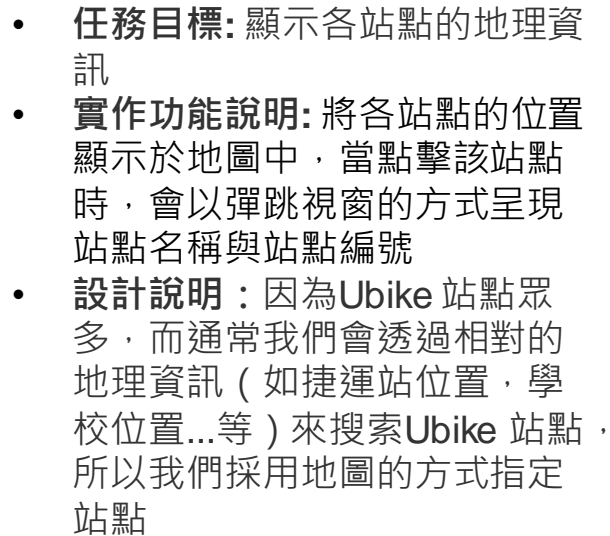 • 任務目標: 顯示各站點的地理資
訊
• 實作功能說明: 將各站點的位置
顯示於地圖中，當點擊該站點
時，會以彈跳視窗的方式呈現
站點名稱與站點編號
• 設計說明：因為Ubike 站點眾
多，而通常我們會透過相對的
地理資訊（如捷運站位置，學
校位置...等）來搜索Ubike 站點，
所以我們採用地圖的方式指定
站點